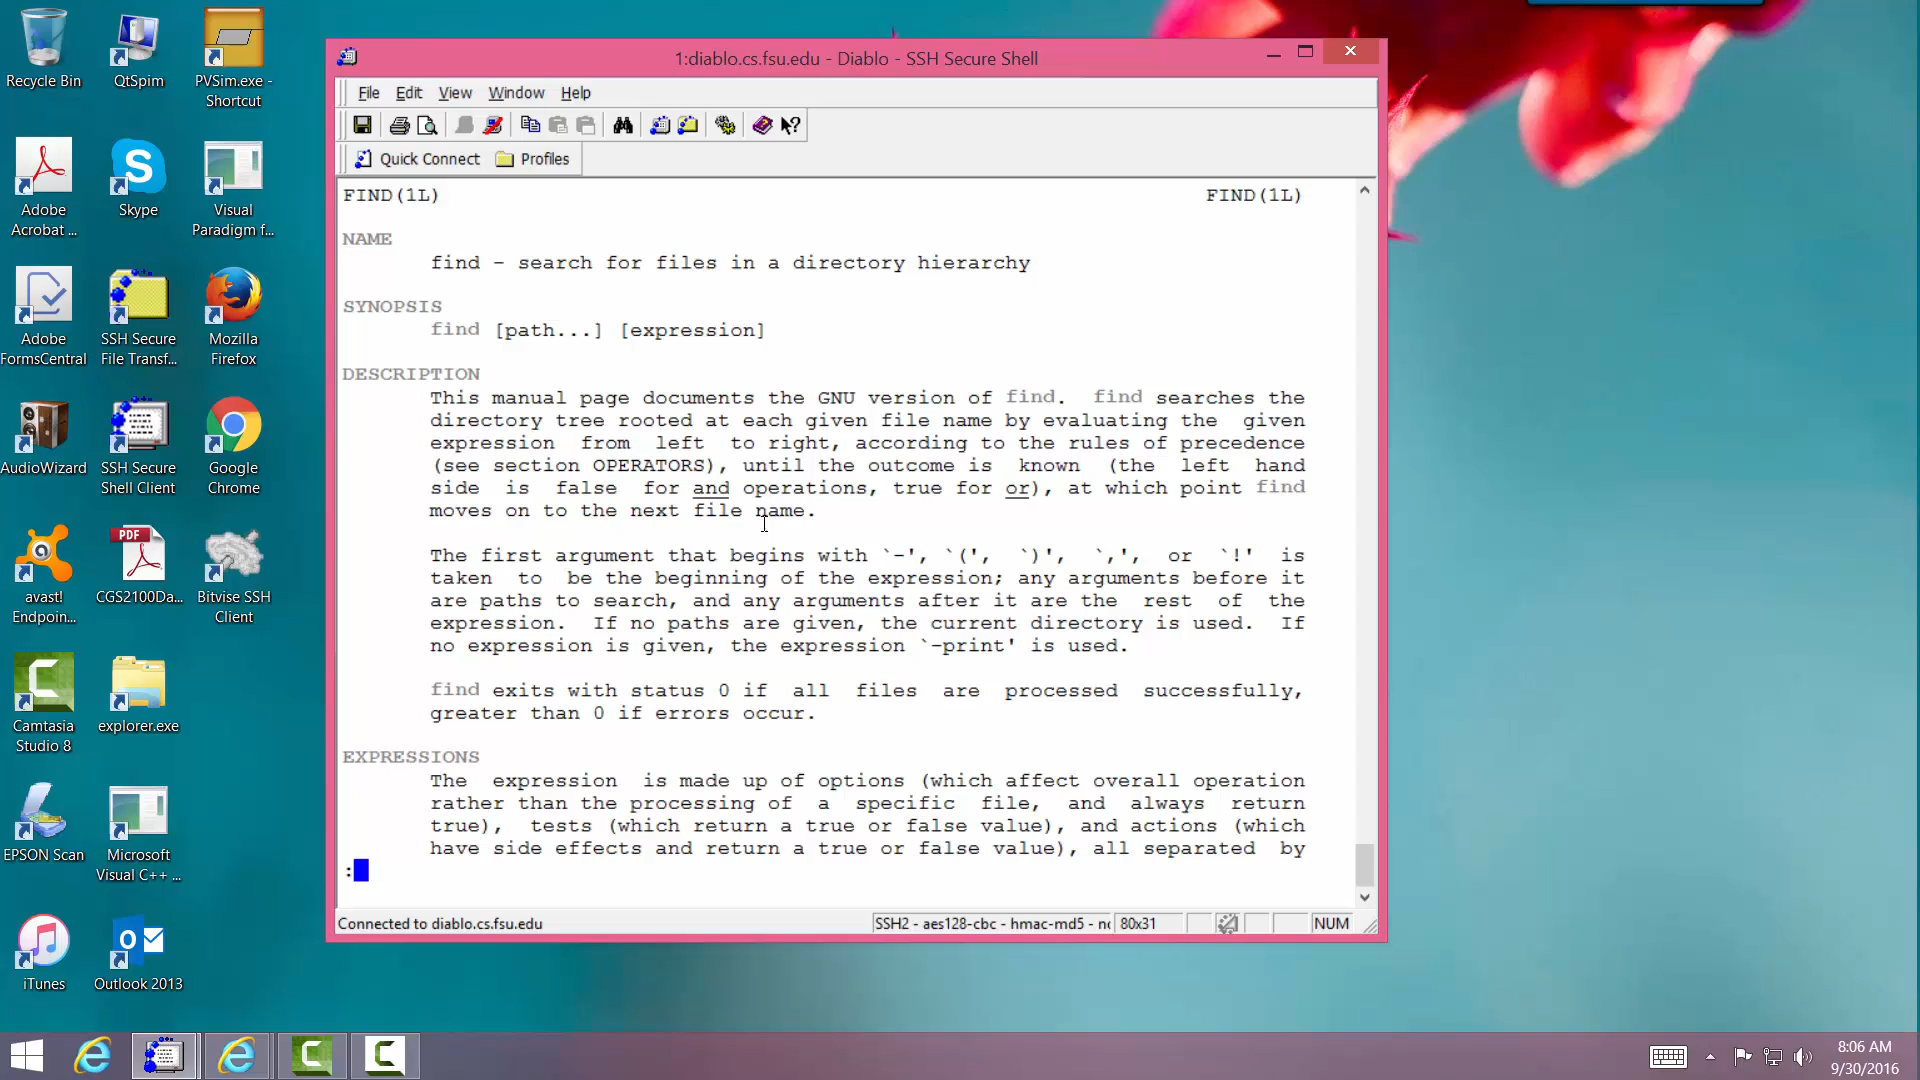 Recycle Bin
QtSpim
PVSim.exe -
Shortcut
Adobe
Acrobat ...
Skype
Visual
Paradigm f...
Adobe
FormsCentral
SSH Secure
File Transf...
Mozilla
Firefox
AudioWizard
SSH Secure
Shell Client
Google
Chrome
avast!
Endpoin...
PDF
CGS2100Da...
Bitvise SSH
Client
Camtasia
Studio 8
explorer.exe
EPSON Scan
Microsoft
Visual C++ ...
iTunes
Outlook 2013
1:diablo.cs.fsu.edu - Diablo - SSH Secure Shell
File Edit View Window Help
Quick Connect Profiles
FIND(1L) FIND(1L)
NAME
find - search for files in a directory hierarchy
SYNOPSIS
find [path...] [expression]
DESCRIPTION
This manual page documents the GNU version of find. find searches the
directory tree rooted at each given file name by evaluating the given
expression from left to right, according to the rules of precedence
(see section OPERATORS), until the outcome is known (the left hand
side is false for and operations, true for or), at which point find
moves on to the next file name.
The first argument that begins with `-', `(', `)', `,', or `!' is
taken to be the beginning of the expression; any arguments before it
are paths to search, and any arguments after it are the rest of the
expression. If no paths are given, the current directory is used. If
no expression is given, the expression `-print' is used.
find exits with status 0 if all files are processed successfully,
greater than 0 if errors occur.
EXPRESSIONS
The expression is made up of options (which affect overall operation
rather than the processing of a specific file, and always return
true), tests (which return a true or false value), and actions (which
have side effects and return a true or false value), all separated by
:
Connected to diablo.cs.fsu.edu SSH2 - aes128-cbc - hmac-md5 - nc 80x31 NUM
8:06 AM
9/30/2016